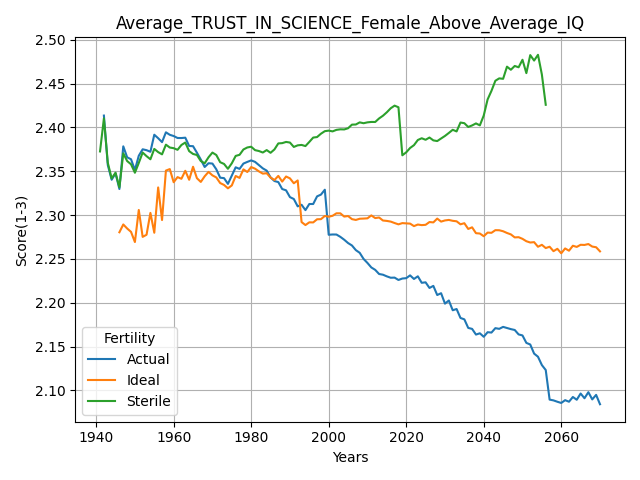 Average_TRUST_IN_SCIENCE_Female_Above_Average_IQ
2.50
2.45
2.40
2.35
2.30
2.25
2.20
2.15
2.10
Score(1-3)
Fertility
Actual
Ideal
Sterile
1940 1960 1980 2000 2020 2040 2060
Years